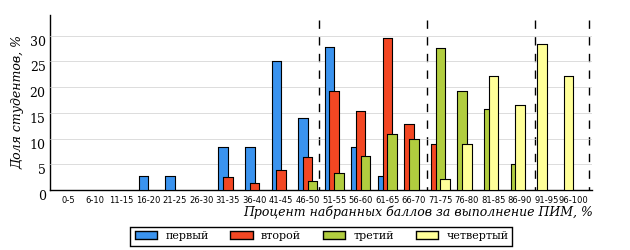 Доля студентов, %
30
25
20
15
10
5
0
0-5 6-10 11-15 16-20 21-25 26-30 31-35 36-40 41-45 46-50 51-55 56-60 61-65 66-70 71-75 76-80 81-85 86-90 91-95 96-100
Процент набранных баллов за выполнение ПИМ, %
первый второй третий четвертый